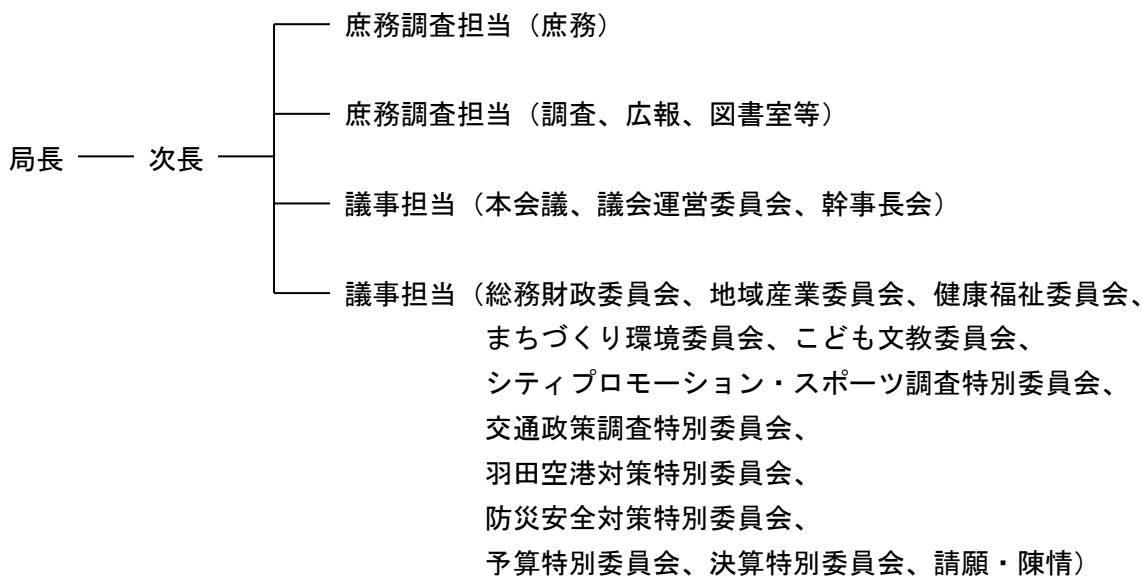 庶務調査担当（庶務）
庶務調査担当（調査、広報、図書室等）
局長 次長
議事担当（本会議、議会運営委員会、幹事長会）
議事担当（総務財政委員会、地域産業委員会、健康福祉委員会、
まちづくり環境委員会、こども文教委員会、
シティプロモーション・スポーツ調査特別委員会、
交通政策調査特別委員会、
羽田空港対策特別委員会、
防災安全対策特別委員会、
予算特別委員会、決算特別委員会、請願・陳情）